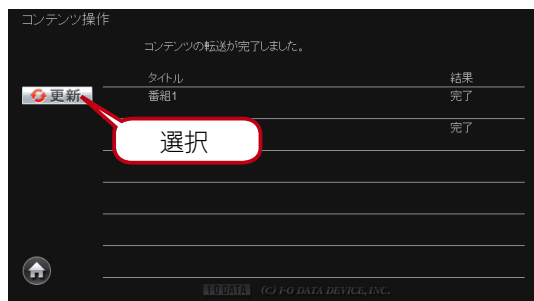 コンテンツ操作
コンテンツの転送が完了しました。
タイトル 結果
更新 番組1 完了
完了
選択
I-O DATA (C) I-O DATA DEVICE, INC.